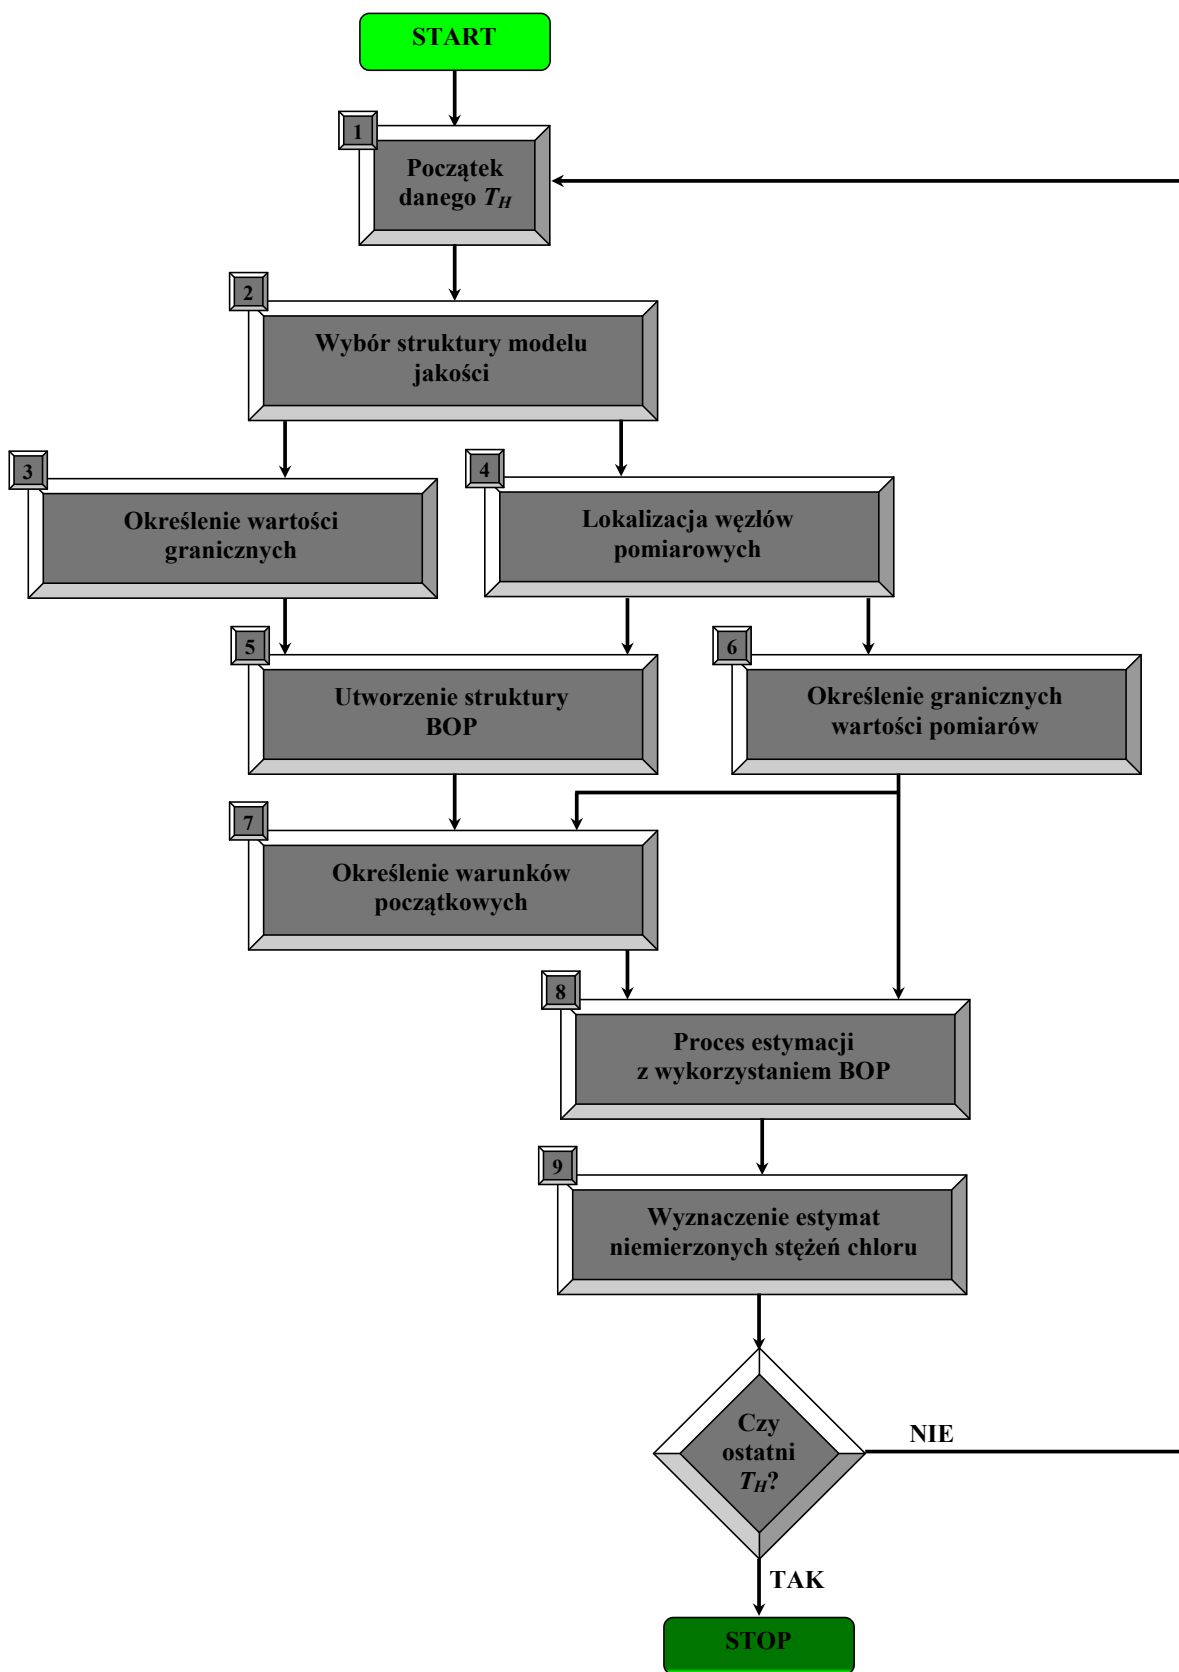 START
1
Początek
danego T_H
2
Wybór struktury modelu
jakości
3
Określenie wartości
granicznych
4
Lokalizacja węzłów
pomiarowych
5
Utworzenie struktury
BOP
6
Określenie granicznych
wartości pomiarów
7
Określenie warunków
początkowych
8
Proces estymacji
z wykorzystaniem BOP
9
Wyznaczenie estymat
niemierzonych stężeń chloru
Czy
ostatni
T_H?
NIE
TAK
STOP